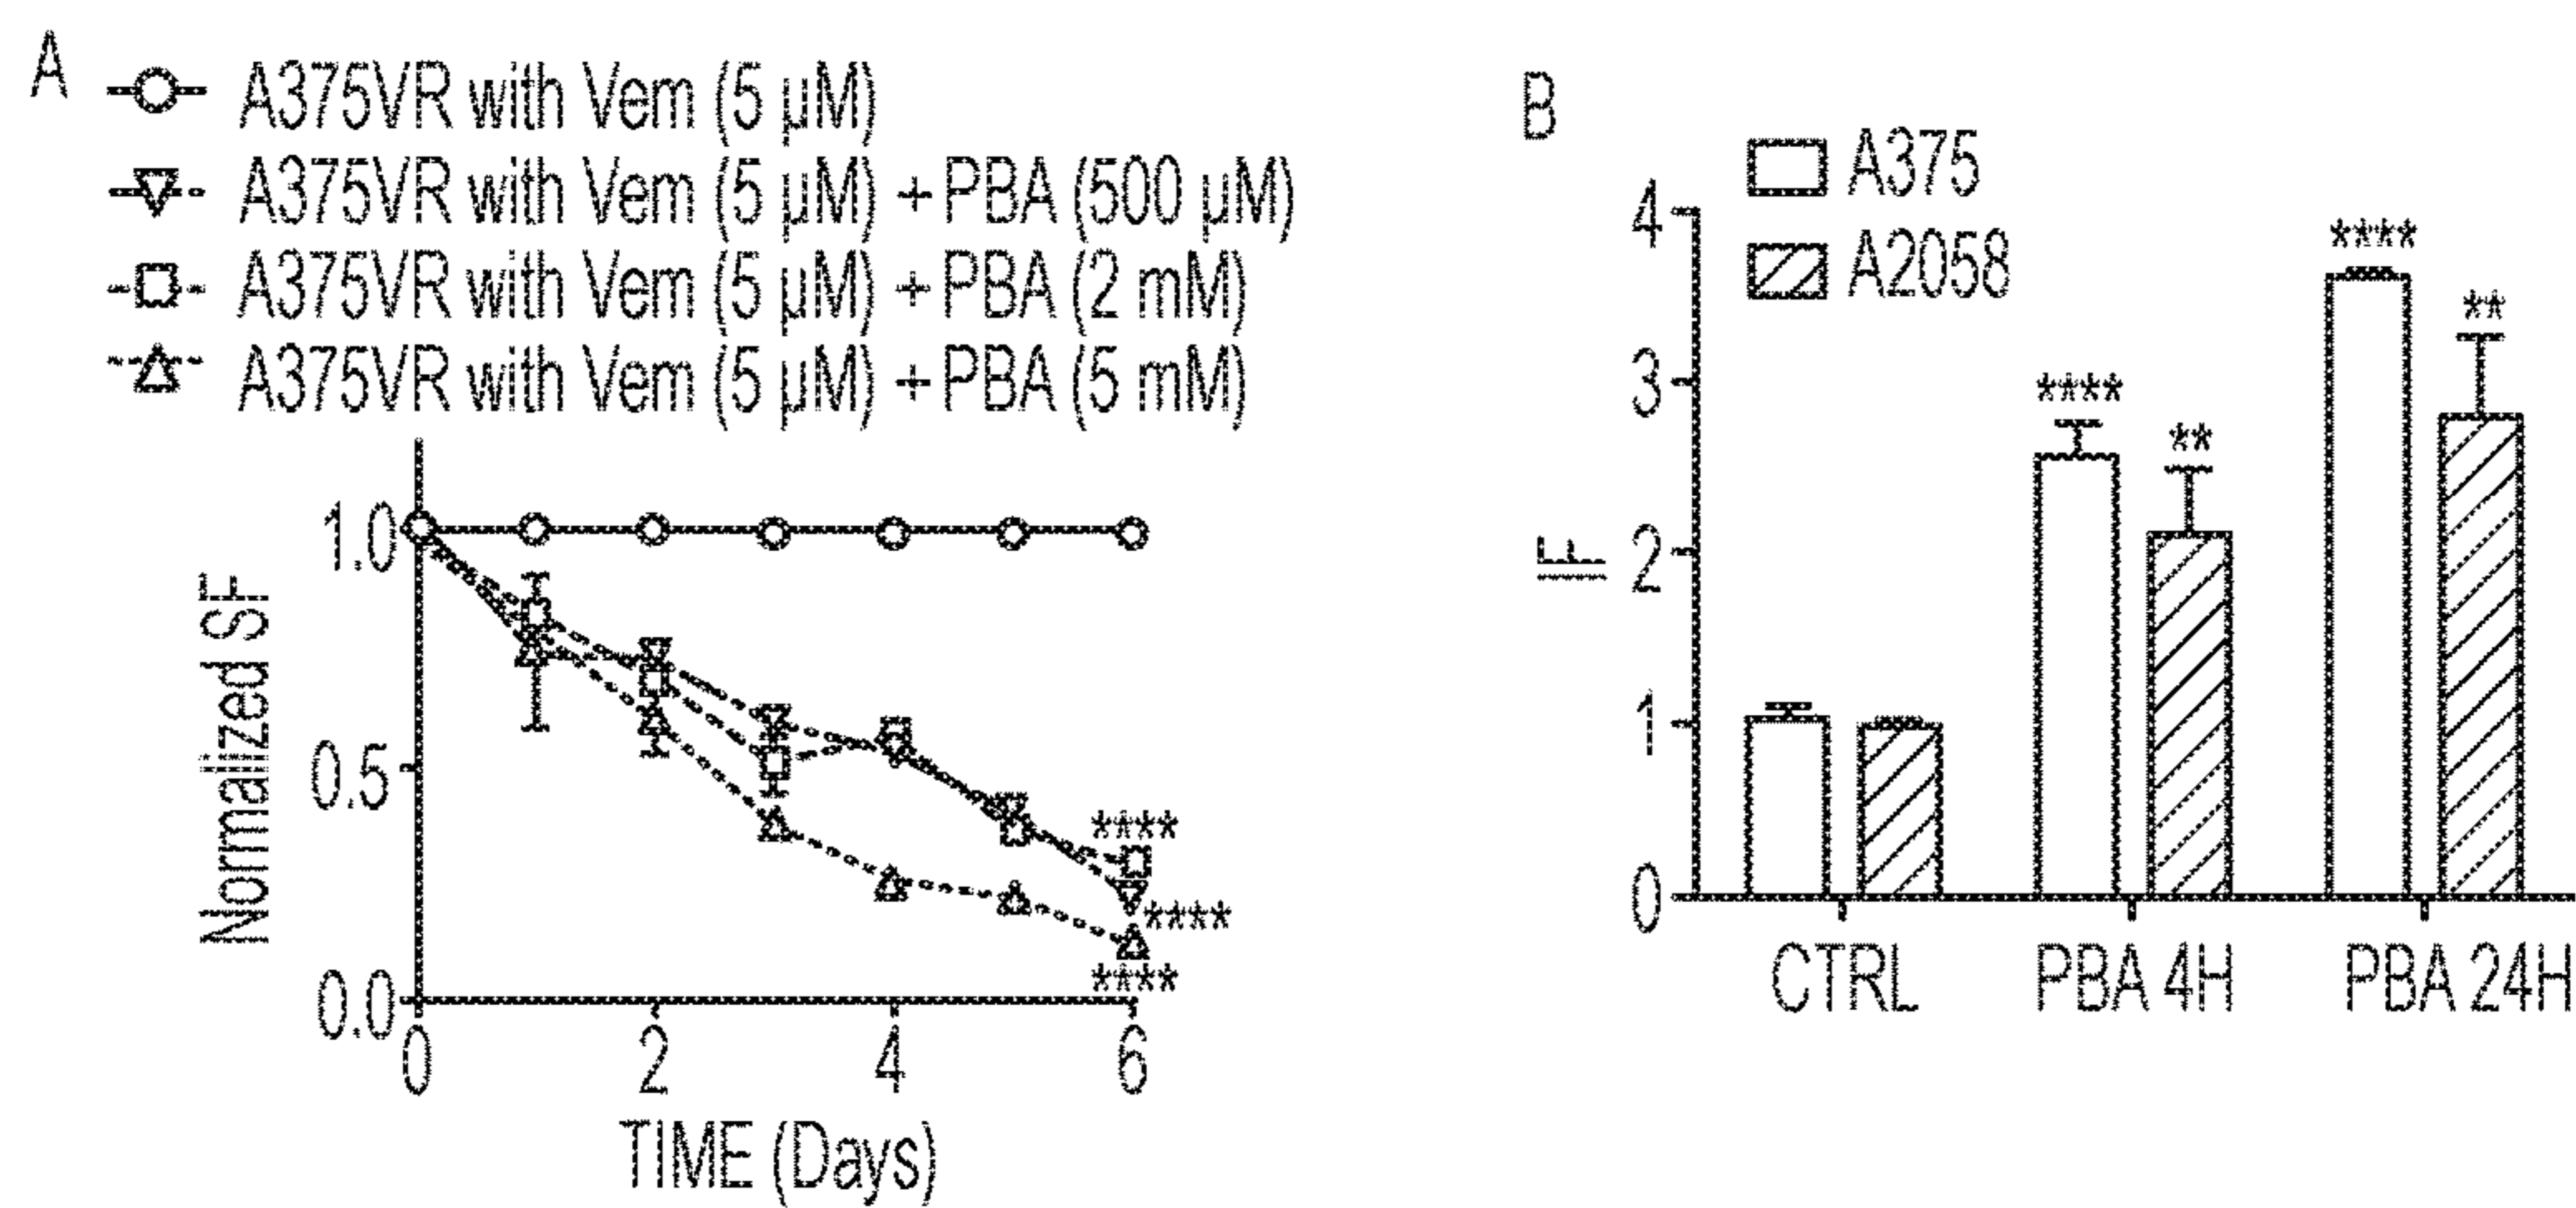 A
A375VR with Vem (5 µM)
A375VR with Vem (5 µM) + PBA (500 µM)
A375VR with Vem (5 µM) + PBA (2 mM)
A375VR with Vem (5 µM) + PBA (5 mM)
Normalized SF
1.0
0.5
0.0
****
****
****
0 2 4 6
TIME (Days)
B
A375
A2058
IF
4
3
2
1
0
****
**
****
**
CTRL PBA 4H PBA 24H